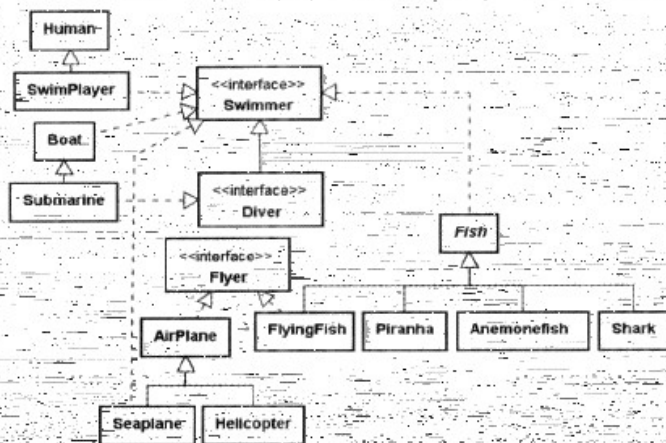 Human
SwimPlayer
<<interface>>
Swimmer
Boat
Submarine
<<interface>>
Diver
Fish
<<interface>>
Flyer
AirPlane
FlyingFish
Piranha
Anemonefish
Shark
Seaplane
Helicopter